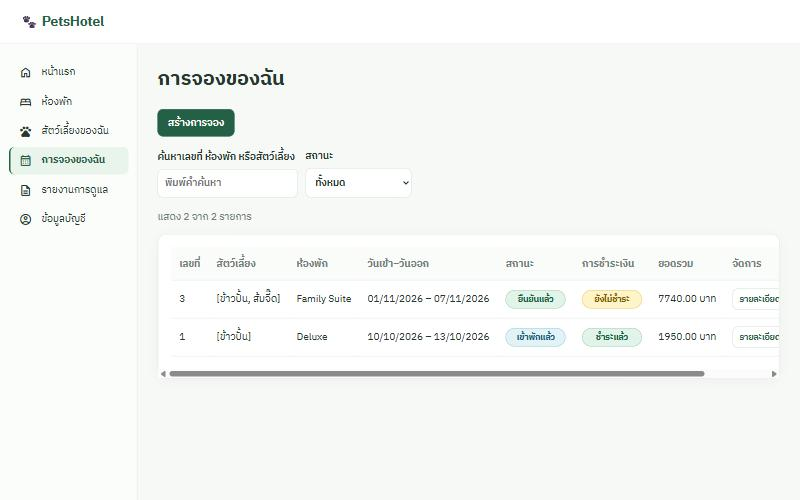 PetsHotel
หน้าแรก
ห้องพัก
สัตว์เลี้ยงของฉัน
การจองของฉัน
รายงานการดูแล
ข้อมูลบัญชี
การจองของฉัน
สร้างการจอง
ค้นหาเลขที่ ห้องพัก หรือสัตว์เลี้ยง สถานะ
พิมพ์คำค้นหา ทั้งหมด
แสดง 2 จาก 2 รายการ
เลขที่ สัตว์เลี้ยง ห้องพัก วันเข้า–วันออก สถานะ การชำระเงิน ยอดรวม จัดการ
3 [ข้าวปั้น, ส้มจี๊ด] Family Suite 01/11/2026 – 07/11/2026 ยืนยันแล้ว ยังไม่ชำระ 7740.00 บาท รายละเอียด
1 [ข้าวปั้น] Deluxe 10/10/2026 – 13/10/2026 เข้าพักแล้ว ชำระแล้ว 1950.00 บาท รายละเอียด